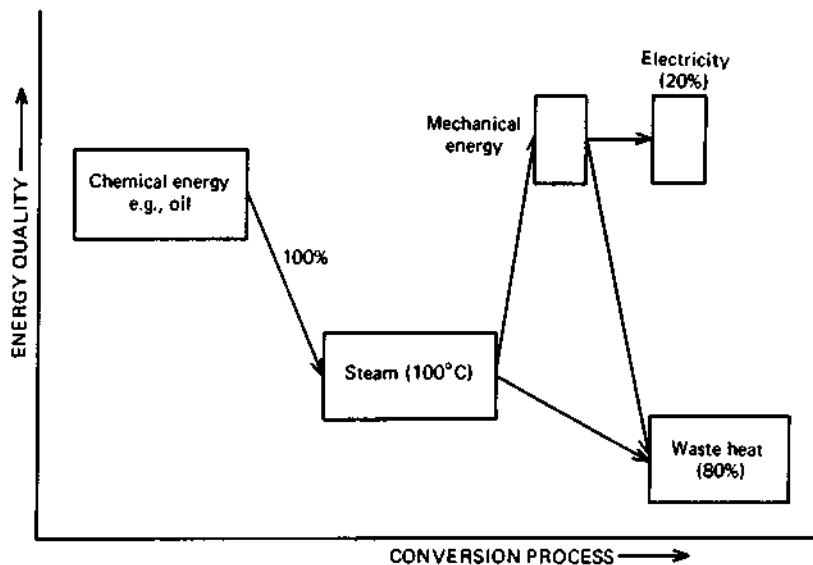 Electricity
(20%)
Mechanical
energy
Chemical energy
e.g., oil
100%
Steam (100°C)
Waste heat
(80%)
ENERGY QUALITY
CONVERSION PROCESS